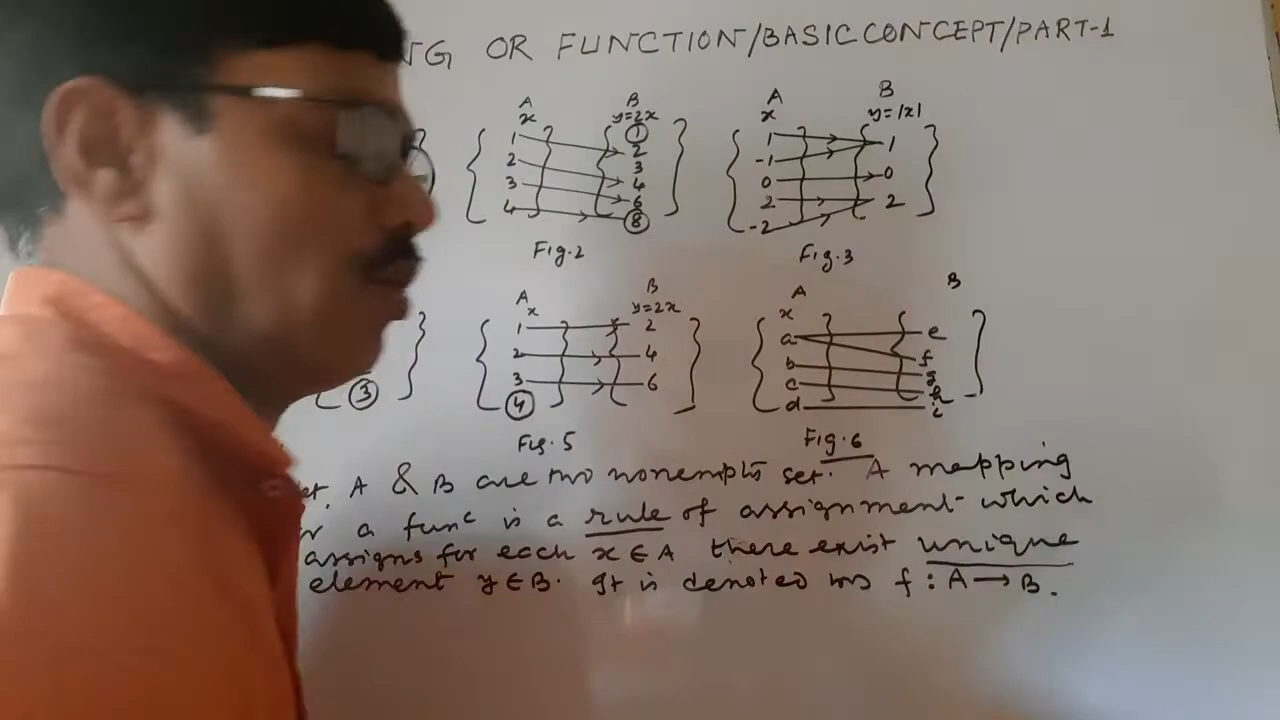 NG OR FUNCTION/BASIC CONCEPT/PART-1
A B
x y=2x
1 1
2 2
3 3
4 4
6
8
Fig.2
A B
x y=|x|
1 1
-1
0 0
2 2
-2
Fig.3
3
A B
x y=2x
1 2
2 4
3 6
4
Fig.5
A B
x
a e
f
b g
c h
d i
Fig.6
et, A & B are two nonempty set. A mapping
r a funᶜ is a rule of assignment which
assigns for each x ∈ A there exist unique
element y ∈ B. It is denoted by f : A → B.